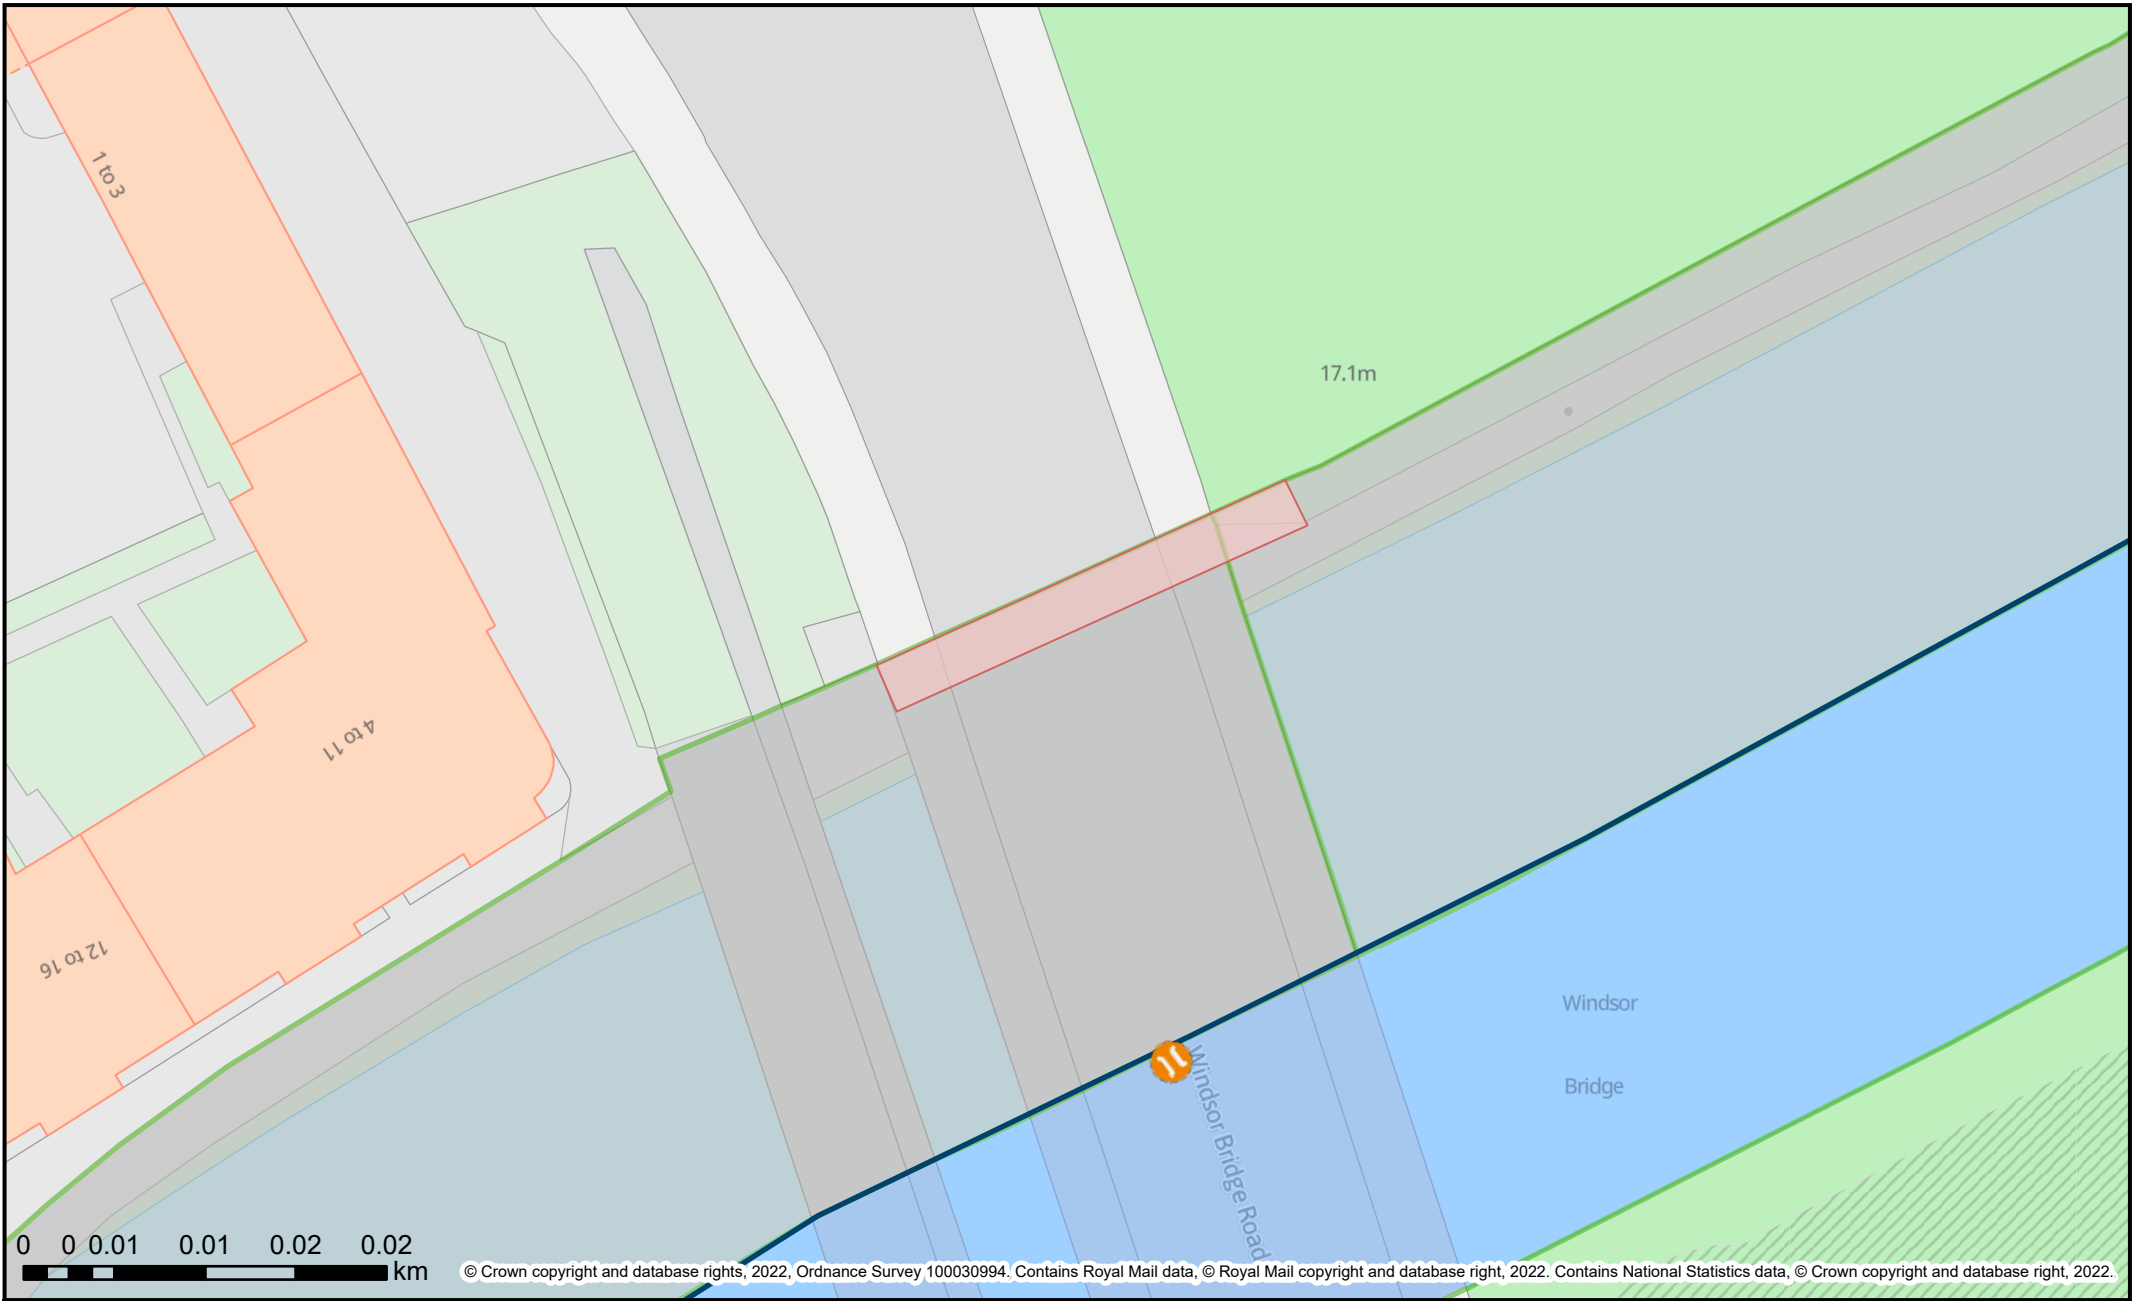 1 to 3
17.1m
4 to 11
12 to 16
Windsor
Bridge
Windsor Bridge Road
0 0 0.01 0.01 0.02 0.02
km
© Crown copyright and database rights, 2022, Ordnance Survey 100030994. Contains Royal Mail data, © Royal Mail copyright and database right, 2022. Contains National Statistics data, © Crown copyright and database right, 2022.